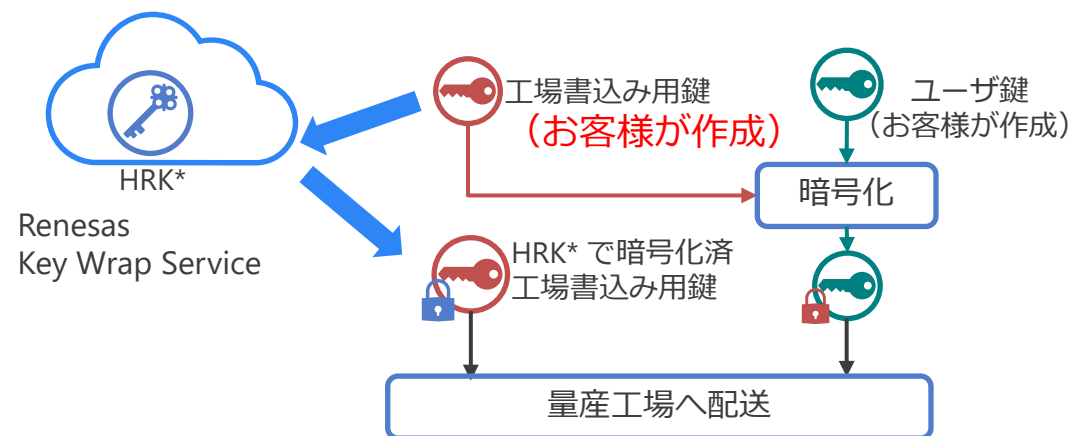 工場書込み用鍵
（お客様が作成）
ユーザ鍵
（お客様が作成）
HRK*
暗号化
Renesas
Key Wrap Service
HRK* で暗号化済
工場書込み用鍵
量産工場へ配送